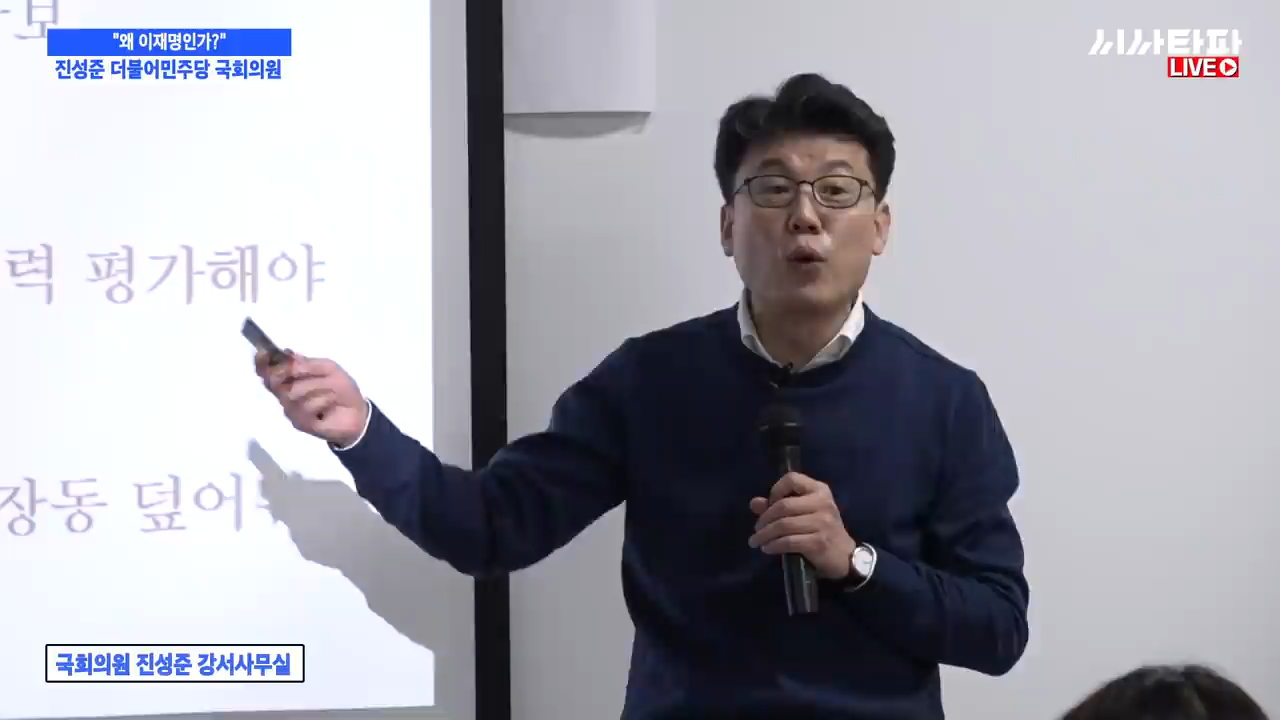 "왜 이재명인가?"
진성준 더불어민주당 국회의원
씨사타파
LIVE
력 평가해야
장동 덮어
국회의원 진성준 강서사무실